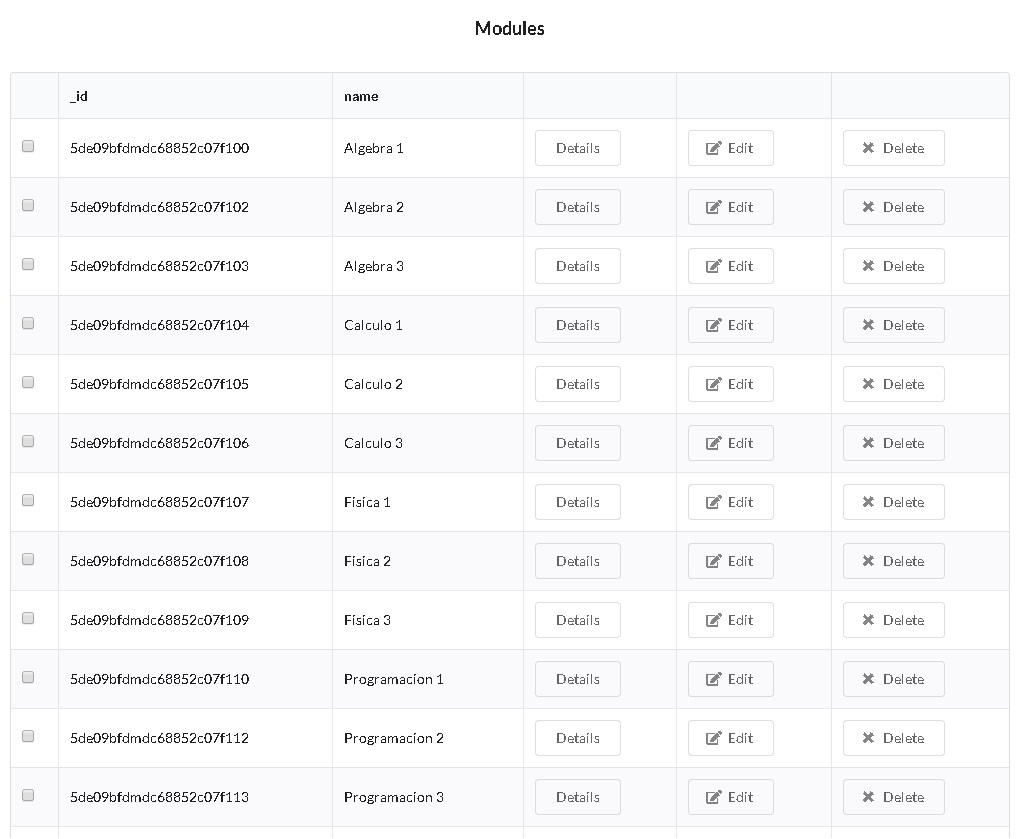 Modules
_id name
5de09bfdmdc68852c07f100 Algebra 1 Details Edit Delete
5de09bfdmdc68852c07f102 Algebra 2 Details Edit Delete
5de09bfdmdc68852c07f103 Algebra 3 Details Edit Delete
5de09bfdmdc68852c07f104 Calculo 1 Details Edit Delete
5de09bfdmdc68852c07f105 Calculo 2 Details Edit Delete
5de09bfdmdc68852c07f106 Calculo 3 Details Edit Delete
5de09bfdmdc68852c07f107 Fisica 1 Details Edit Delete
5de09bfdmdc68852c07f108 Fisica 2 Details Edit Delete
5de09bfdmdc68852c07f109 Fisica 3 Details Edit Delete
5de09bfdmdc68852c07f110 Programacion 1 Details Edit Delete
5de09bfdmdc68852c07f112 Programacion 2 Details Edit Delete
5de09bfdmdc68852c07f113 Programacion 3 Details Edit Delete